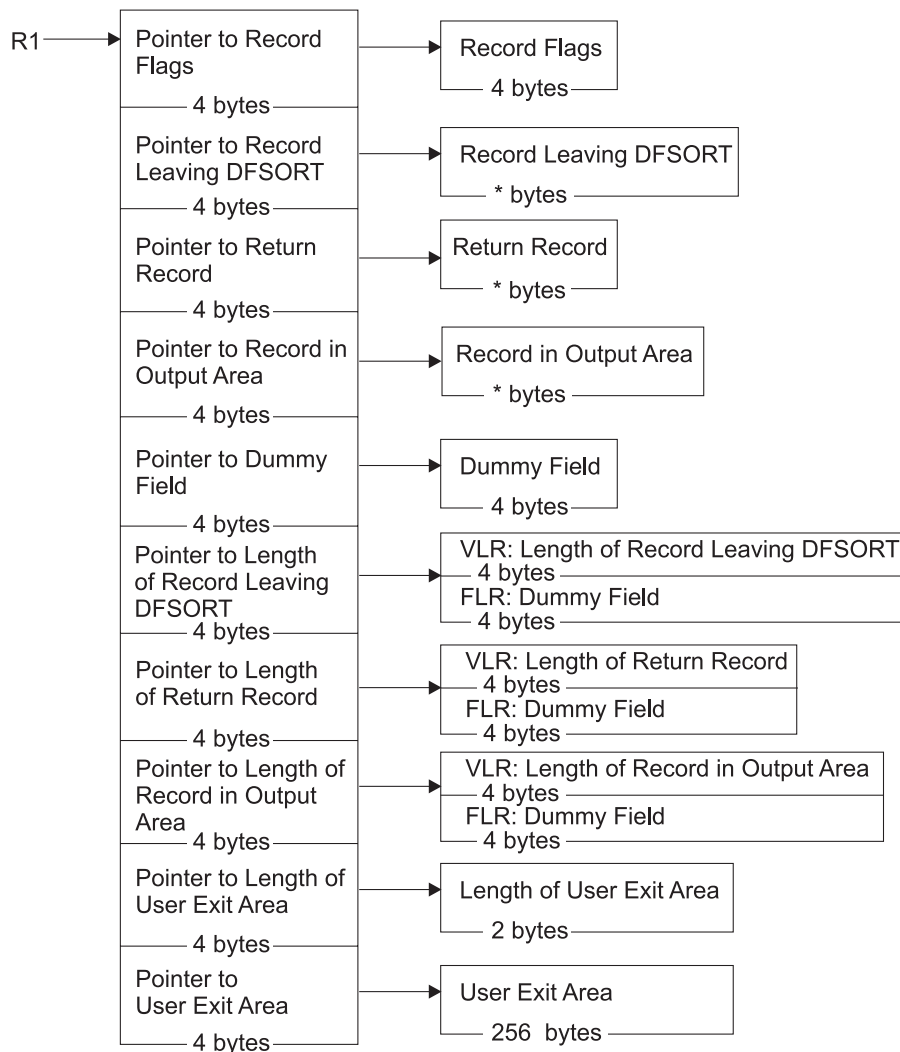 R1
Pointer to Record
Flags
4 bytes
Record Flags
4 bytes
Pointer to Record
Leaving DFSORT
4 bytes
Record Leaving DFSORT
* bytes
Pointer to Return
Record
4 bytes
Return Record
* bytes
Pointer to Record in
Output Area
4 bytes
Record in Output Area
* bytes
Pointer to Dummy
Field
4 bytes
Dummy Field
4 bytes
Pointer to Length
of Record Leaving
DFSORT
4 bytes
VLR: Length of Record Leaving DFSORT
4 bytes
FLR: Dummy Field
4 bytes
Pointer to Length
of Return Record
4 bytes
VLR: Length of Return Record
4 bytes
FLR: Dummy Field
4 bytes
Pointer to Length of
Record in Output
Area
4 bytes
VLR: Length of Record in Output Area
4 bytes
FLR: Dummy Field
4 bytes
Pointer to Length of
User Exit Area
4 bytes
Length of User Exit Area
2 bytes
Pointer to
User Exit Area
4 bytes
User Exit Area
256 bytes